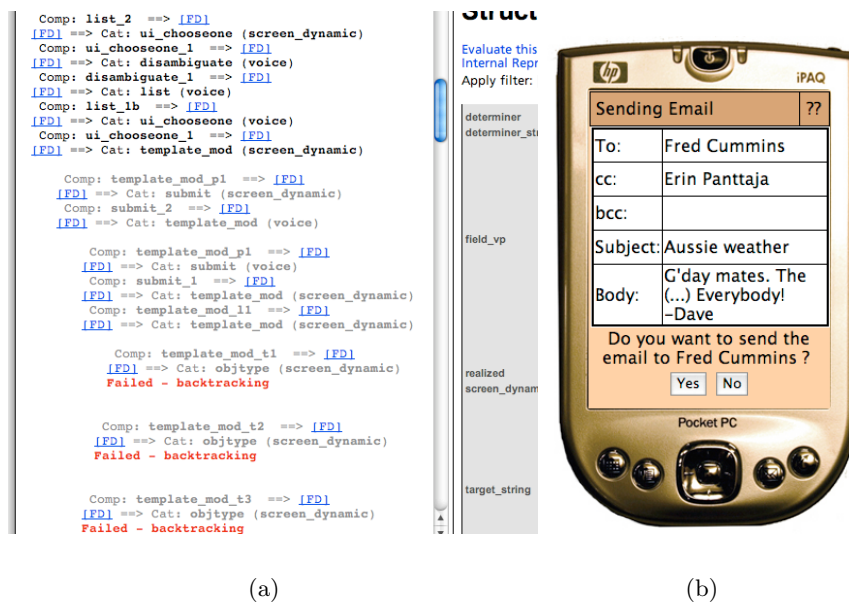 Comp: list_2 ==> [FD]
[FD] ==> Cat: ui_chooseone (screen_dynamic)
Comp: ui_chooseone_1 ==> [FD]
[FD] ==> Cat: disambiguate (voice)
Comp: disambiguate_1 ==> [FD]
[FD] ==> Cat: list (voice)
Comp: list_1b ==> [FD]
[FD] ==> Cat: ui_chooseone (voice)
Comp: ui_chooseone_1 ==> [FD]
[FD] ==> Cat: template_mod (screen_dynamic)
Comp: template_mod_p1 ==> [FD]
[FD] ==> Cat: submit (screen_dynamic)
Comp: submit_2 ==> [FD]
[FD] ==> Cat: template_mod (voice)
Comp: template_mod_p1 ==> [FD]
[FD] ==> Cat: submit (voice)
Comp: submit_1 ==> [FD]
[FD] ==> Cat: template_mod (screen_dynamic)
Comp: template_mod_l1 ==> [FD]
[FD] ==> Cat: template_mod (screen_dynamic)
Comp: template_mod_t1 ==> [FD]
[FD] ==> Cat: objtype (screen_dynamic)
Failed - backtracking
Comp: template_mod_t2 ==> [FD]
[FD] ==> Cat: objtype (screen_dynamic)
Failed - backtracking
Comp: template_mod_t3 ==> [FD]
[FD] ==> Cat: objtype (screen_dynamic)
Failed - backtracking
Struct
Evaluate this
Internal Repr
Apply filter:
determiner
determiner_str
field_vp
realized
screen_dynam
target_string
hp
iPAQ
Sending Email ??
To: Fred Cummins
cc: Erin Panttaja
bcc:
Subject: Aussie weather
Body: G'day mates. The
(...) Everybody!
–Dave
Do you want to send the
email to Fred Cummins ?
Yes No
Pocket PC
(a) (b)